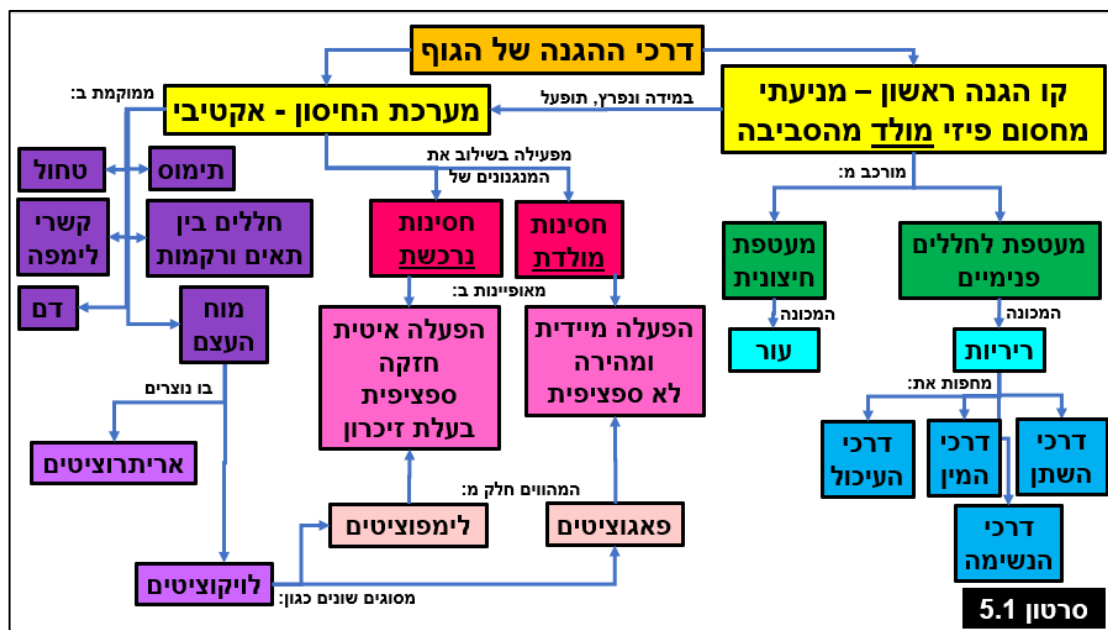 דרכי ההגנה של הגוף
קו הגנה ראשון – מניעתי
מחסום פיזי מולד מהסביבה
במידה ונפרץ, תופעל
מערכת החיסון - אקטיבי
ממוקמת ב:
תימוס
טחול
חללים בין
תאים ורקמות
קשרי
לימפה
דם
מוח
העצם
בו נוצרים
אריתרוציטים
לויקוציטים
מסוגים שונים כגון:
מפעילה בשילוב את
המנגנונים של
חסינות
מולדת
חסינות
נרכשת
מאופיינות ב:
הפעלה מיידית
ומהירה
לא ספציפית
הפעלה איטית
חזקה
ספציפית
בעלת זיכרון
המהווים חלק מ:
פאגוציטים
לימפוציטים
מורכב מ:
מעטפת לחללים
פנימיים
מעטפת
חיצונית
המכונה
המכונה
ריריות
עור
מחפות את:
דרכי
השתן
דרכי
המין
דרכי
העיכול
דרכי
הנשימה
סרטון 5.1